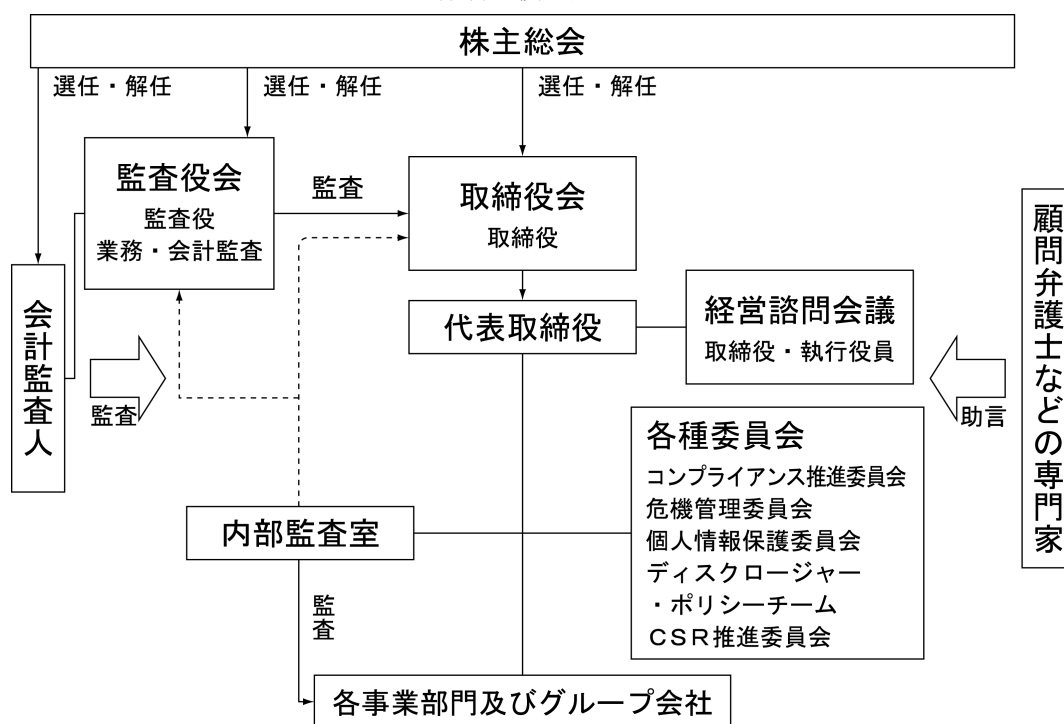 株主総会
選任・解任
選任・解任
選任・解任
監査役会
監査役
業務・会計監査
監査
取締役会
取締役
会計監査人
監査
代表取締役
経営諮問会議
取締役・執行役員
顧問弁護士などの専門家
助言
各種委員会
コンプライアンス推進委員会
危機管理委員会
個人情報保護委員会
ディスクロージャー
・ポリシーチーム
CSR推進委員会
内部監査室
監査
各事業部門及びグループ会社